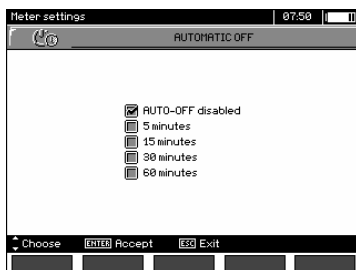 Meter settings 07:50
AUTOMATIC OFF
AUTO-OFF disabled
5 minutes
15 minutes
30 minutes
60 minutes
Choose ENTER Accept ESC Exit